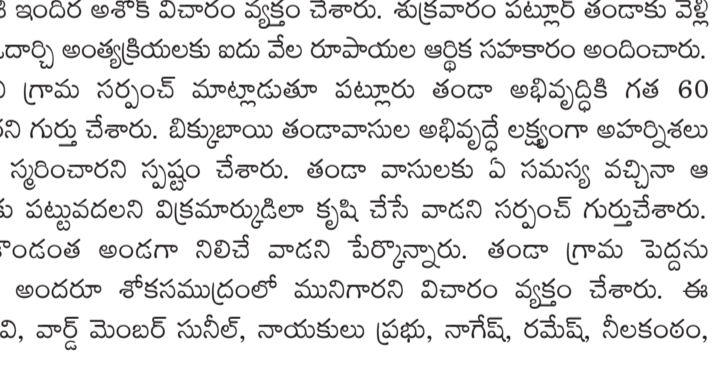 ఇందిర అశోక్ విచారం వ్యక్తం చేశారు. శుక్రవారం పట్లూర్ తండాకు వెళ్లి
అంత్యక్రియలకు ఐదు వేల రూపాయల ఆర్థిక సహకారం అందించారు.
గ్రామ సర్పంచ్ మాట్లాడుతూ పట్లూరు తండా అభివృద్ధికి గత 60
గుర్తు చేశారు. బిక్కుబాయి తండావాసుల అభివృద్ధే లక్ష్యంగా అహర్నిశలు
స్మరించారని స్పష్టం చేశారు. తండా వాసులకు ఏ సమస్య వచ్చినా ఆ
పట్టువదలని విక్రమార్కుడిలా కృషి చేసే వాడని సర్పంచ్ గుర్తుచేశారు.
కొండంత అండగా నిలిచే వాడని పేర్కొన్నారు. తండా గ్రామ పెద్దను
అందరూ శోకసముద్రంలో మునిగారని విచారం వ్యక్తం చేశారు. ఈ
వార్డ్ మెంబర్ సునీల్, నాయకులు ప్రభు, నాగేష్, రమేష్, నీలకంఠం,